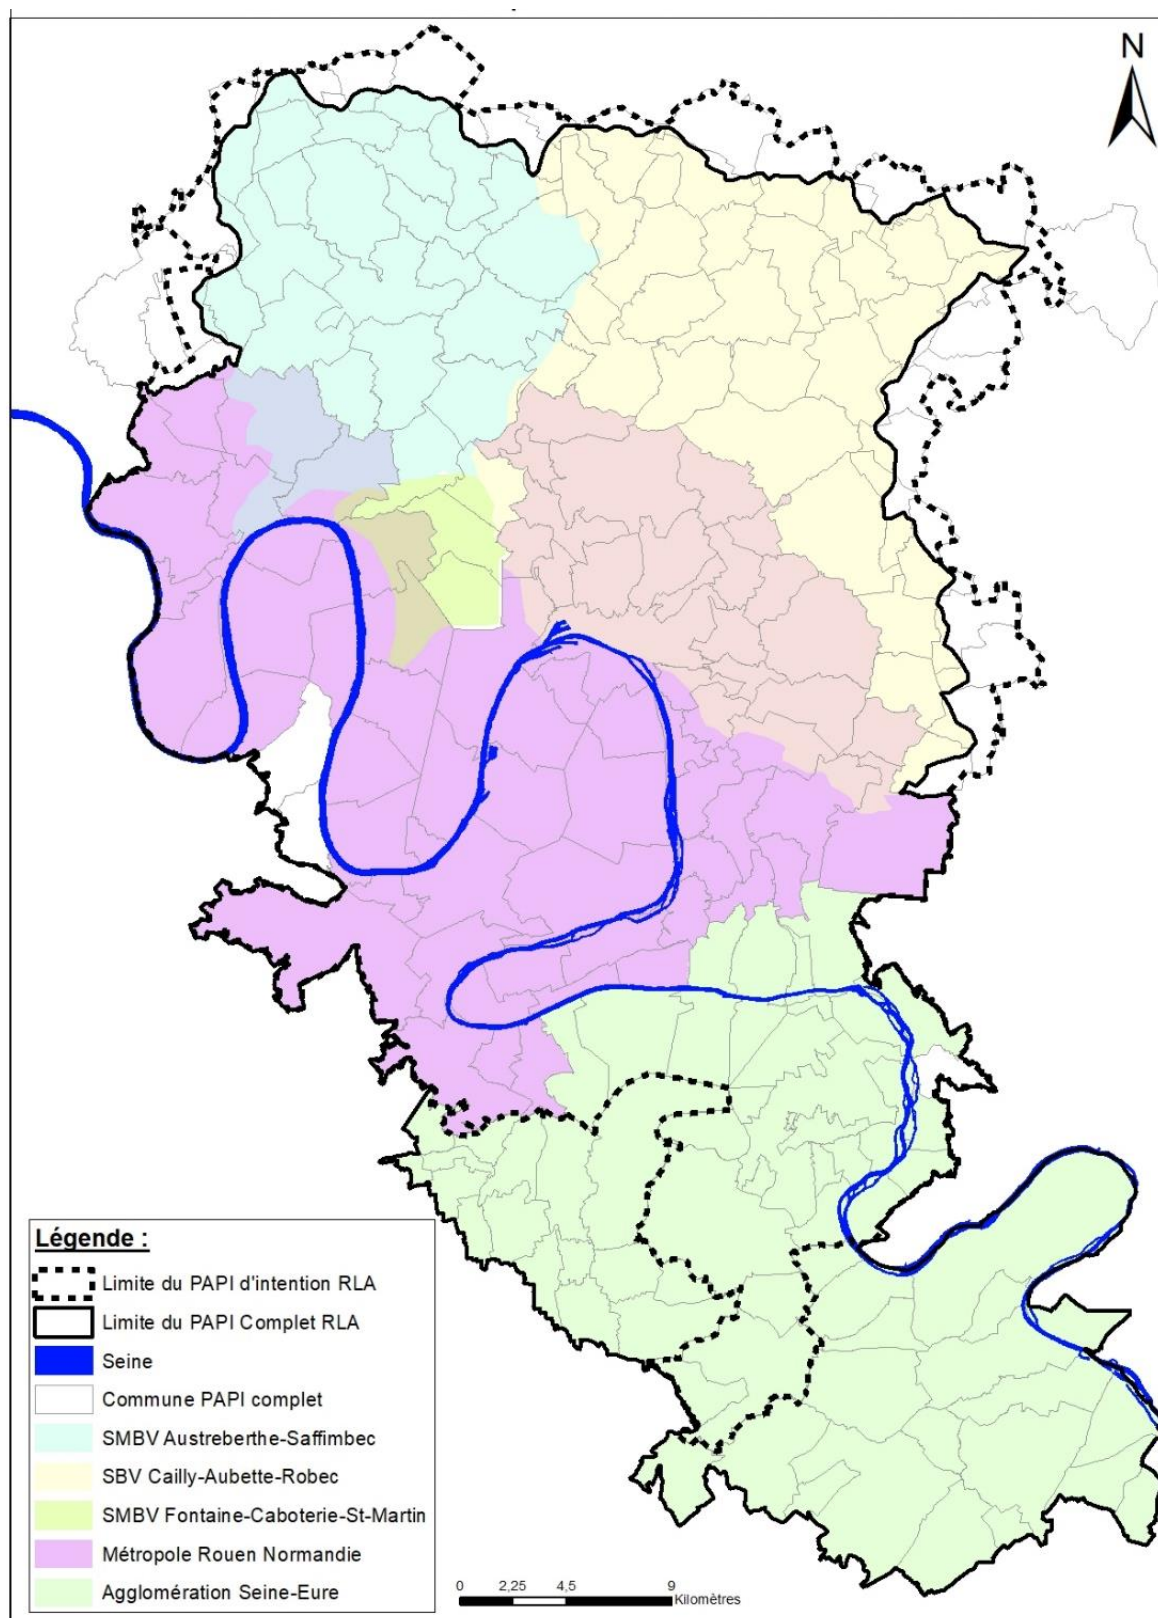 N
Légende :
Limite du PAPI d'intention RLA
Limite du PAPI Complet RLA
Seine
Commune PAPI complet
SMBV Austreberthe-Saffimbec
SBV Cailly-Aubette-Robec
SMBV Fontaine-Caboterie-St-Martin
Métropole Rouen Normandie
Agglomération Seine-Eure
0 2,25 4,5 9
Kilomètres